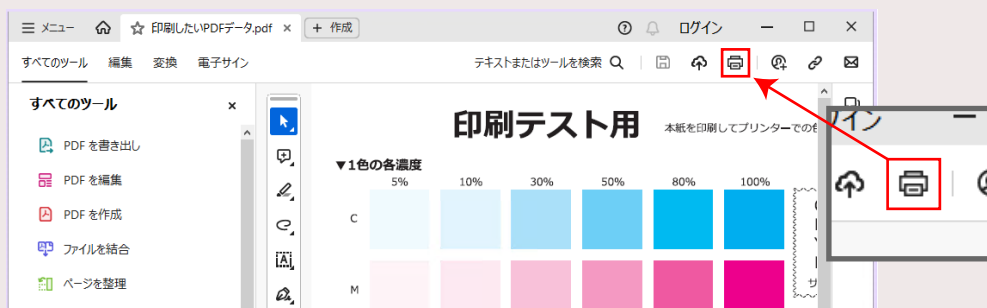 メニュー
印刷したいPDFデータ.pdf
+ 作成
ログイン
すべてのツール 編集 変換 電子サイン
テキストまたはツールを検索
すべてのツール
PDF を書き出し
PDF を編集
PDF を作成
ファイルを結合
ページを整理
印刷テスト用
本紙を印刷してプリンターでの
▼1色の各濃度
5% 10% 30% 50% 80% 100%
C
M
イン